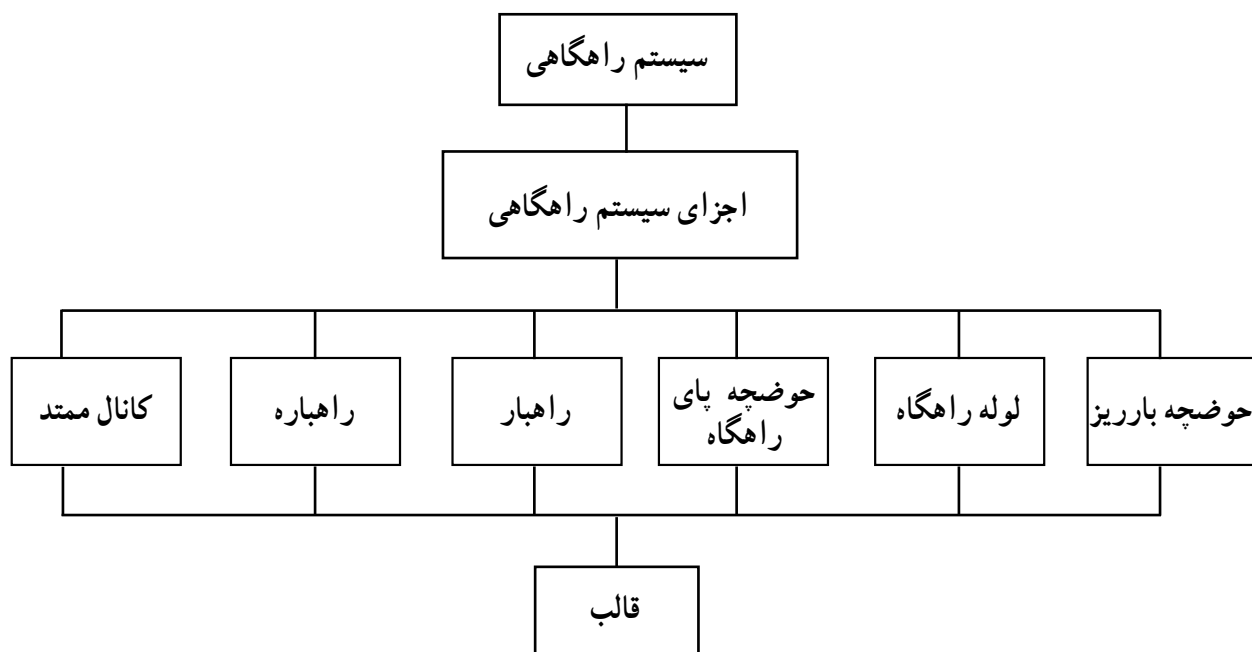 سیستم راهگاهی
اجزای سیستم راهگاهی
حوضچه بارریز
لوله راهگاه
حوضچه پای
راهگاه
راهبار
راهباره
کانال ممتد
قالب